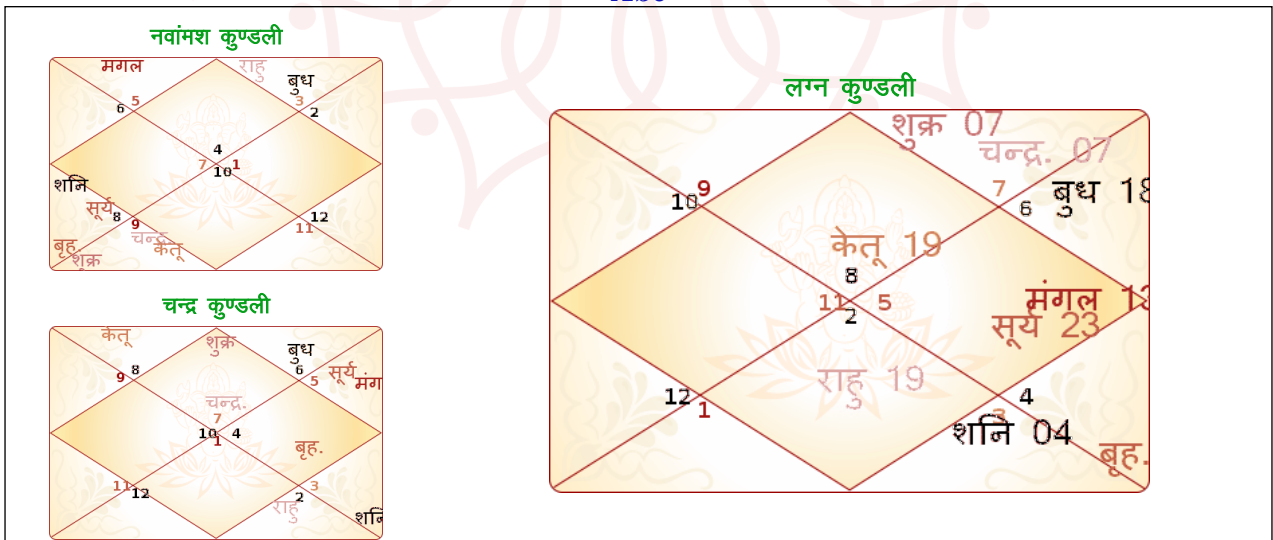 नवांमश कुण्डली
मंगल
राहु
बुध
6
5
3
2
4
7
1
10
शनि
सूर्य
8
9
12
11
चन्द्र.
केतू
बृह.
शुक्र
चन्द्र कुण्डली
केतू
शुक्र
बुध
9
8
6
5
सूर्य
चन्द्र.
7
10
4
1
बृह.
11
12
3
2
राहु
लग्न कुण्डली
शुक्र 07
चन्द्र. 07
10
9
7
6
बुध 18
केतू 19
8
11
5
2
मंगल
सूर्य 23
राहु 19
12
1
4
3
शनि 04
बृह.